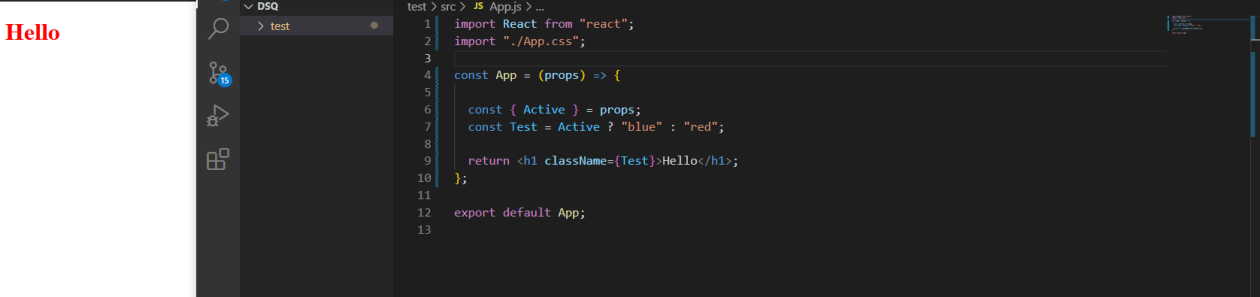 Hello
DSQ
test
15
test > src > JS App.js > ...
1 import React from "react";
2 import "./App.css";
3
4 const App = (props) => {
5
6 const { Active } = props;
7 const Test = Active ? "blue" : "red";
8
9 return <h1 className={Test}>Hello</h1>;
10 };
11
12 export default App;
13